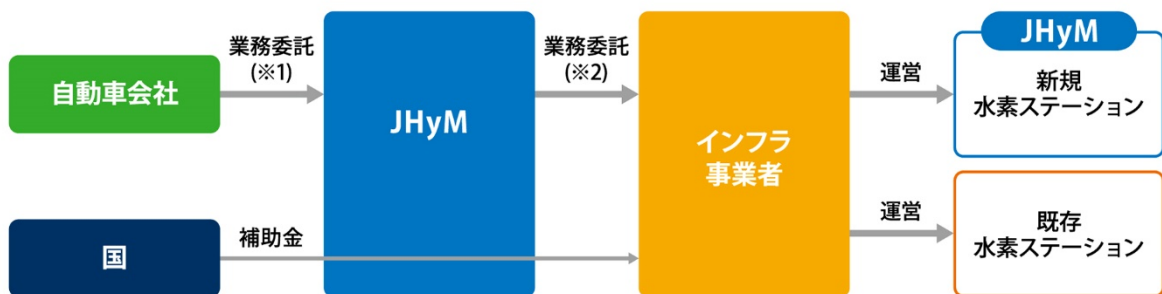 自動車会社
業務委託
(※1)
JHyM
業務委託
(※2)
インフラ
事業者
運営
JHyM
新規
水素ステーション
国
補助金
運営
既存
水素ステーション